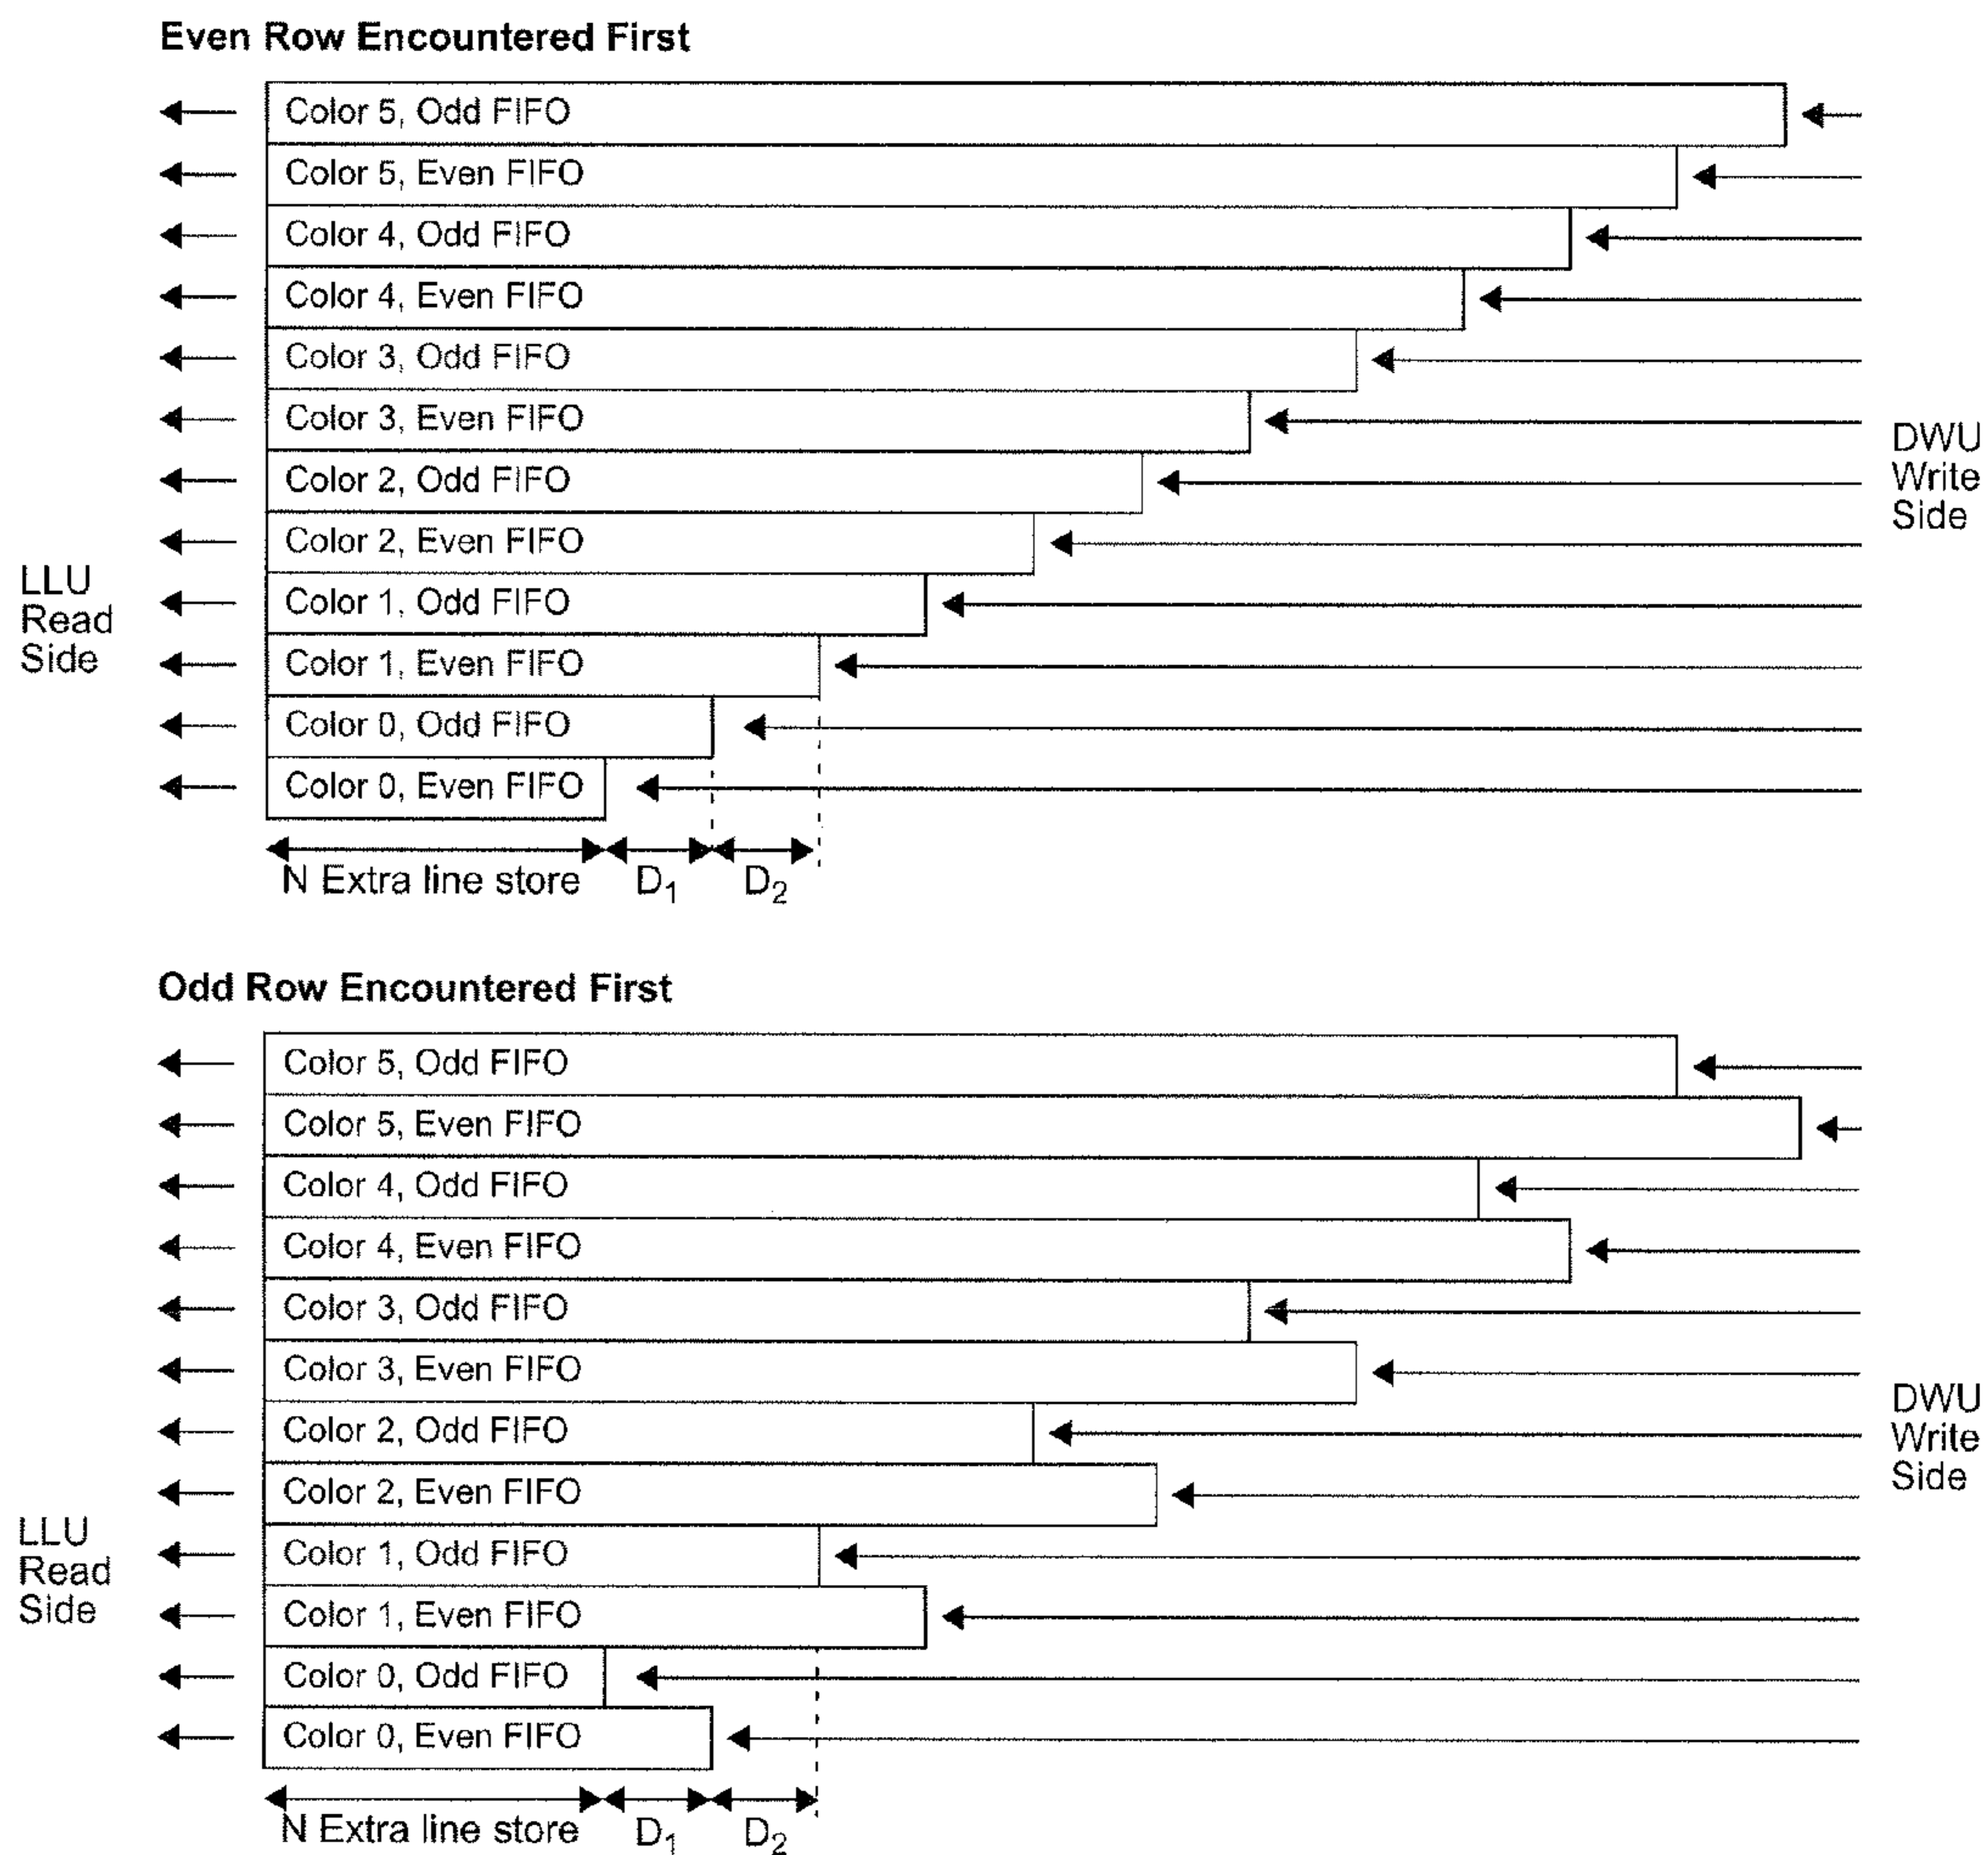 Even Row Encountered First
Color 5, Odd FIFO
Color 5, Even FIFO
Color 4, Odd FIFO
Color 4, Even FIFO
Color 3, Odd FIFO
Color 3, Even FIFO
Color 2, Odd FIFO
Color 2, Even FIFO
Color 1, Odd FIFO
Color 1, Even FIFO
Color 0, Odd FIFO
Color 0, Even FIFO
LLU
Read
Side
DWU
Write
Side
N Extra line store D₁ D₂
Odd Row Encountered First
Color 5, Odd FIFO
Color 5, Even FIFO
Color 4, Odd FIFO
Color 4, Even FIFO
Color 3, Odd FIFO
Color 3, Even FIFO
Color 2, Odd FIFO
Color 2, Even FIFO
Color 1, Odd FIFO
Color 1, Even FIFO
Color 0, Odd FIFO
Color 0, Even FIFO
LLU
Read
Side
DWU
Write
Side
N Extra line store D₁ D₂